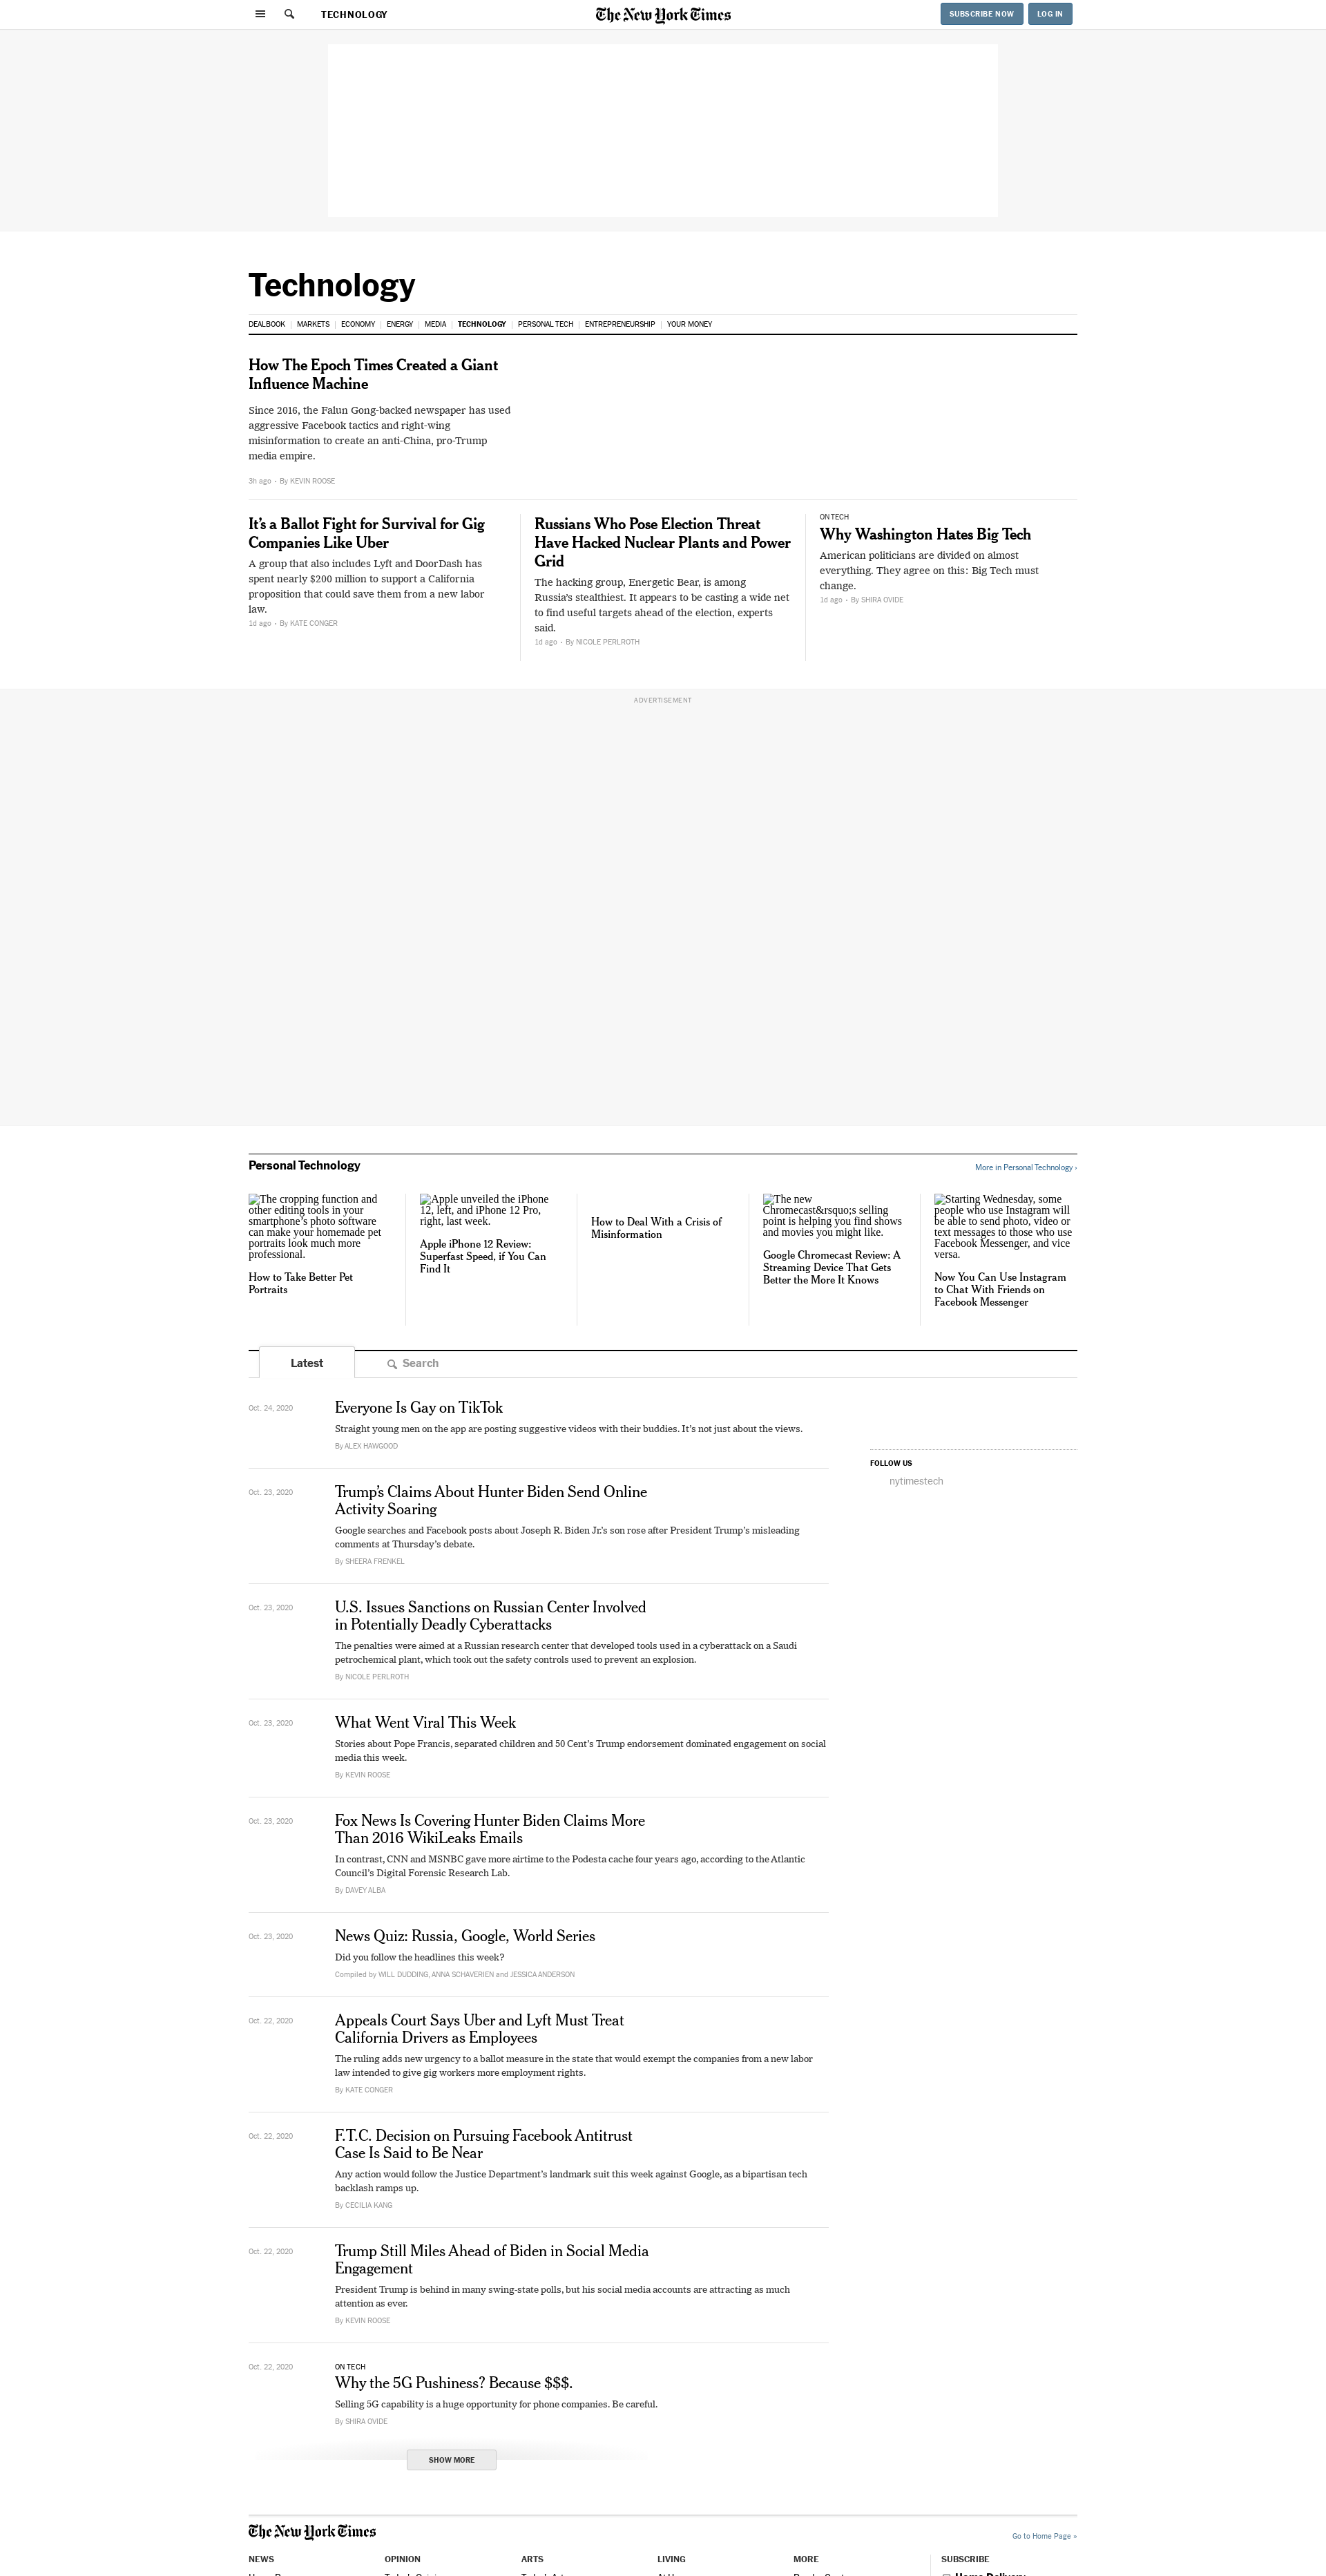 TECHNOLOGY
The New York Times
SUBSCRIBE NOW
LOG IN
Technology
DEALBOOK | MARKETS | ECONOMY | ENERGY | MEDIA | TECHNOLOGY | PERSONAL TECH | ENTREPRENEURSHIP | YOUR MONEY
How The Epoch Times Created a Giant
Influence Machine
Since 2016, the Falun Gong-backed newspaper has used
aggressive Facebook tactics and right-wing
misinformation to create an anti-China, pro-Trump
media empire.
3h ago • By KEVIN ROOSE
It’s a Ballot Fight for Survival for Gig
Companies Like Uber
A group that also includes Lyft and DoorDash has
spent nearly $200 million to support a California
proposition that could save them from a new labor
law.
1d ago • By KATE CONGER
Russians Who Pose Election Threat
Have Hacked Nuclear Plants and Power
Grid
The hacking group, Energetic Bear, is among
Russia’s stealthiest. It appears to be casting a wide net
to find useful targets ahead of the election, experts
said.
1d ago • By NICOLE PERLROTH
ON TECH
Why Washington Hates Big Tech
American politicians are divided on almost
everything. They agree on this: Big Tech must
change.
1d ago • By SHIRA OVIDE
ADVERTISEMENT
Personal Technology
More in Personal Technology ›
The cropping function and
other editing tools in your
smartphone’s photo software
can make your homemade pet
portraits look much more
professional.
How to Take Better Pet
Portraits
Apple unveiled the iPhone
12, left, and iPhone 12 Pro,
right, last week.
Apple iPhone 12 Review:
Superfast Speed, if You Can
Find It
How to Deal With a Crisis of
Misinformation
The new
Chromecast&rsquo;s selling
point is helping you find shows
and movies you might like.
Google Chromecast Review: A
Streaming Device That Gets
Better the More It Knows
Starting Wednesday, some
people who use Instagram will
be able to send photo, video or
text messages to those who use
Facebook Messenger, and vice
versa.
Now You Can Use Instagram
to Chat With Friends on
Facebook Messenger
Latest
Search
Oct. 24, 2020
Everyone Is Gay on TikTok
Straight young men on the app are posting suggestive videos with their buddies. It’s not just about the views.
By ALEX HAWGOOD
FOLLOW US
nytimestech
Oct. 23, 2020
Trump’s Claims About Hunter Biden Send Online
Activity Soaring
Google searches and Facebook posts about Joseph R. Biden Jr.’s son rose after President Trump’s misleading
comments at Thursday’s debate.
By SHEERA FRENKEL
Oct. 23, 2020
U.S. Issues Sanctions on Russian Center Involved
in Potentially Deadly Cyberattacks
The penalties were aimed at a Russian research center that developed tools used in a cyberattack on a Saudi
petrochemical plant, which took out the safety controls used to prevent an explosion.
By NICOLE PERLROTH
Oct. 23, 2020
What Went Viral This Week
Stories about Pope Francis, separated children and 50 Cent’s Trump endorsement dominated engagement on social
media this week.
By KEVIN ROOSE
Oct. 23, 2020
Fox News Is Covering Hunter Biden Claims More
Than 2016 WikiLeaks Emails
In contrast, CNN and MSNBC gave more airtime to the Podesta cache four years ago, according to the Atlantic
Council’s Digital Forensic Research Lab.
By DAVEY ALBA
Oct. 23, 2020
News Quiz: Russia, Google, World Series
Did you follow the headlines this week?
Compiled by WILL DUDDING, ANNA SCHAVERIEN and JESSICA ANDERSON
Oct. 22, 2020
Appeals Court Says Uber and Lyft Must Treat
California Drivers as Employees
The ruling adds new urgency to a ballot measure in the state that would exempt the companies from a new labor
law intended to give gig workers more employment rights.
By KATE CONGER
Oct. 22, 2020
F.T.C. Decision on Pursuing Facebook Antitrust
Case Is Said to Be Near
Any action would follow the Justice Department’s landmark suit this week against Google, as a bipartisan tech
backlash ramps up.
By CECILIA KANG
Oct. 22, 2020
Trump Still Miles Ahead of Biden in Social Media
Engagement
President Trump is behind in many swing-state polls, but his social media accounts are attracting as much
attention as ever.
By KEVIN ROOSE
Oct. 22, 2020
ON TECH
Why the 5G Pushiness? Because $$$.
Selling 5G capability is a huge opportunity for phone companies. Be careful.
By SHIRA OVIDE
SHOW MORE
The New York Times
Go to Home Page »
NEWS
OPINION
ARTS
LIVING
MORE
SUBSCRIBE